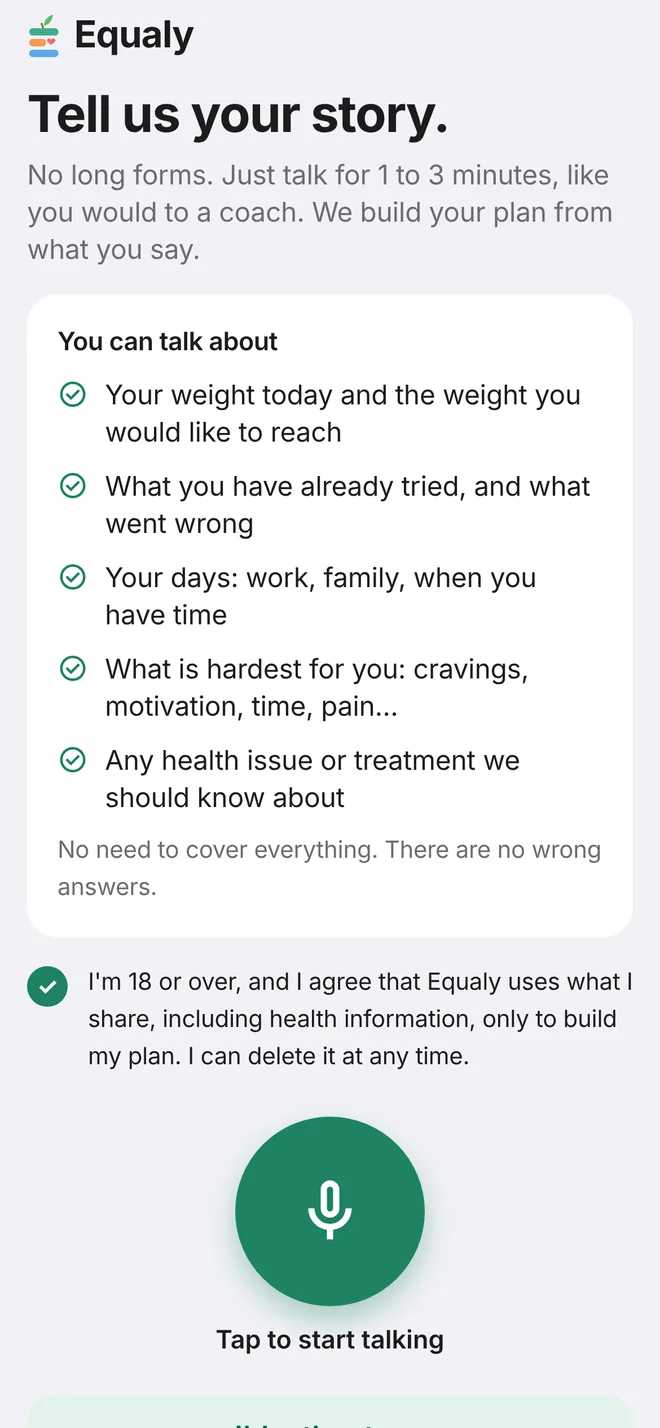 Equaly
Tell us your story.
No long forms. Just talk for 1 to 3 minutes, like
you would to a coach. We build your plan from
what you say.
You can talk about
Your weight today and the weight you
would like to reach
What you have already tried, and what
went wrong
Your days: work, family, when you
have time
What is hardest for you: cravings,
motivation, time, pain...
Any health issue or treatment we
should know about
No need to cover everything. There are no wrong
answers.
I'm 18 or over, and I agree that Equaly uses what I
share, including health information, only to build
my plan. I can delete it at any time.
Tap to start talking